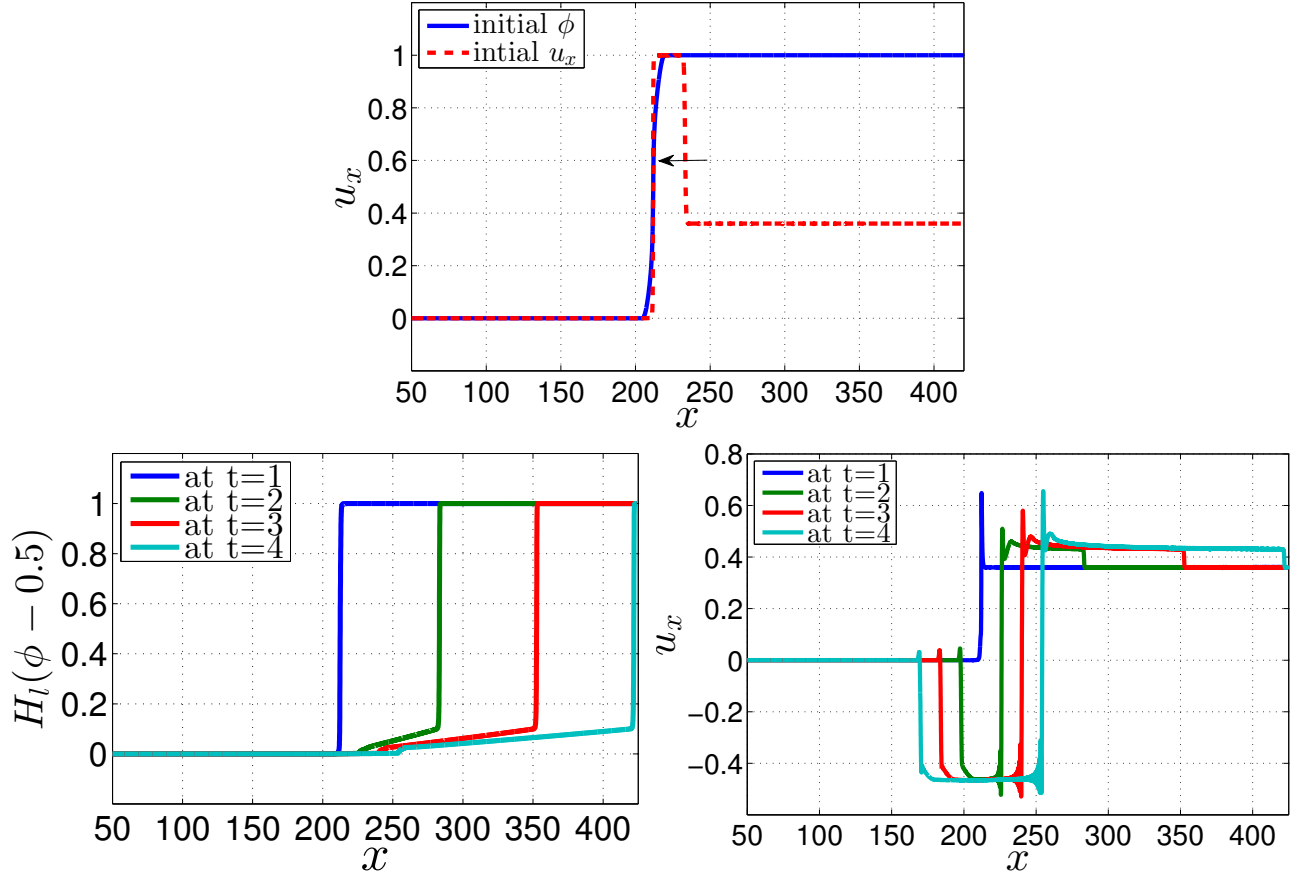 initial ϕ
intial u_x
1
0.8
0.6
0.4
0.2
0
u_x
50 100 150 200 250 300 350 400
x
at t=1
at t=2
at t=3
at t=4
1
0.8
0.6
0.4
0.2
0
H_l(ϕ − 0.5)
50 100 150 200 250 300 350 400
x
at t=1
at t=2
at t=3
at t=4
0.8
0.6
0.4
0.2
0
−0.2
−0.4
u_x
50 100 150 200 250 300 350 400
x